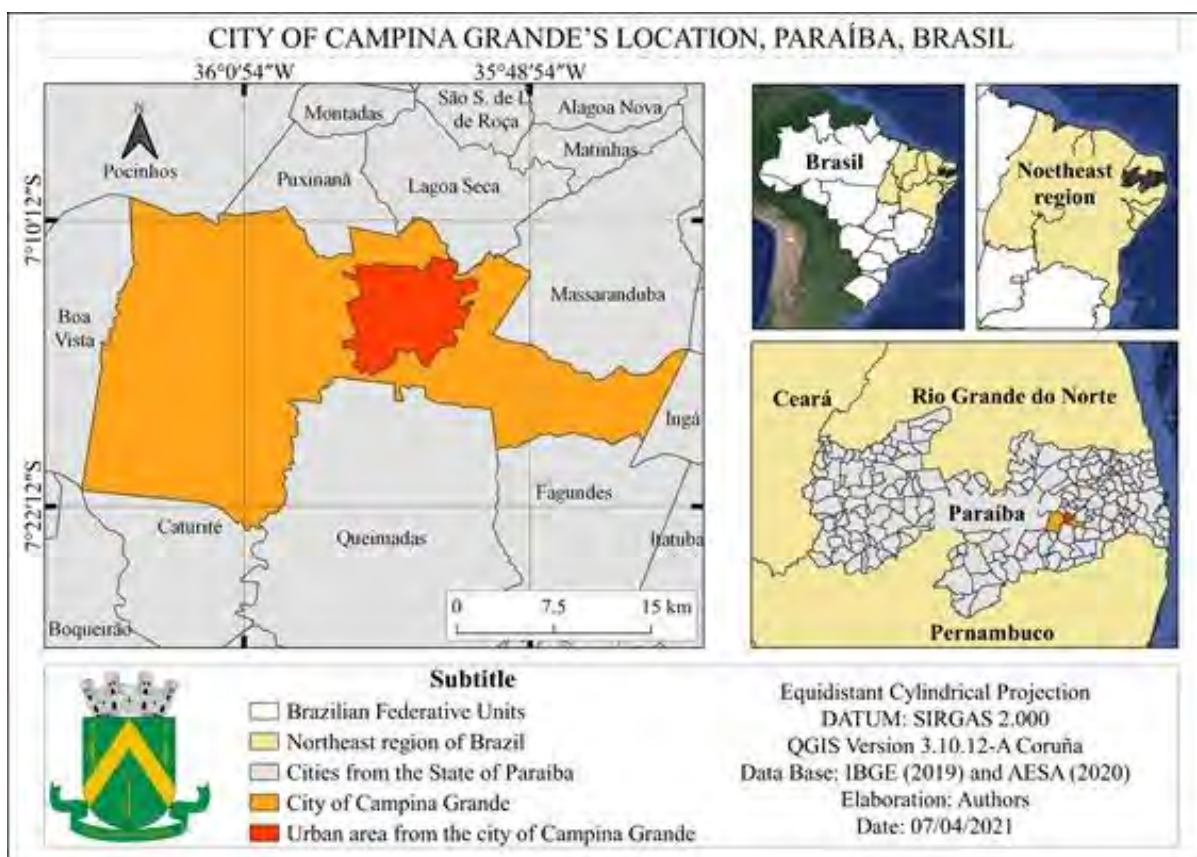 CITY OF CAMPINA GRANDE'S LOCATION, PARAÍBA, BRASIL
36°0'54"W
35°48'54"W
7°10'12"S
7°22'12"S
N
Pocinhos
Montadas
São S. de L.
de Roça
Alagoa Nova
Matinhas
Puxinanã
Lagoa Seca
Boa
Vista
Massaranduba
Ingá
Fagundes
Caturité
Queimadas
Itatuba
Boqueirão
0 7.5 15 km
Brasil
Noetheast
region
Ceará
Rio Grande do Norte
Paraíba
Pernambuco
Subtitle
Brazilian Federative Units
Northeast region of Brazil
Cities from the State of Paraíba
City of Campina Grande
Urban area from the city of Campina Grande
Equidistant Cylindrical Projection
DATUM: SIRGAS 2.000
QGIS Version 3.10.12-A Coruña
Data Base: IBGE (2019) and AESA (2020)
Elaboration: Authors
Date: 07/04/2021